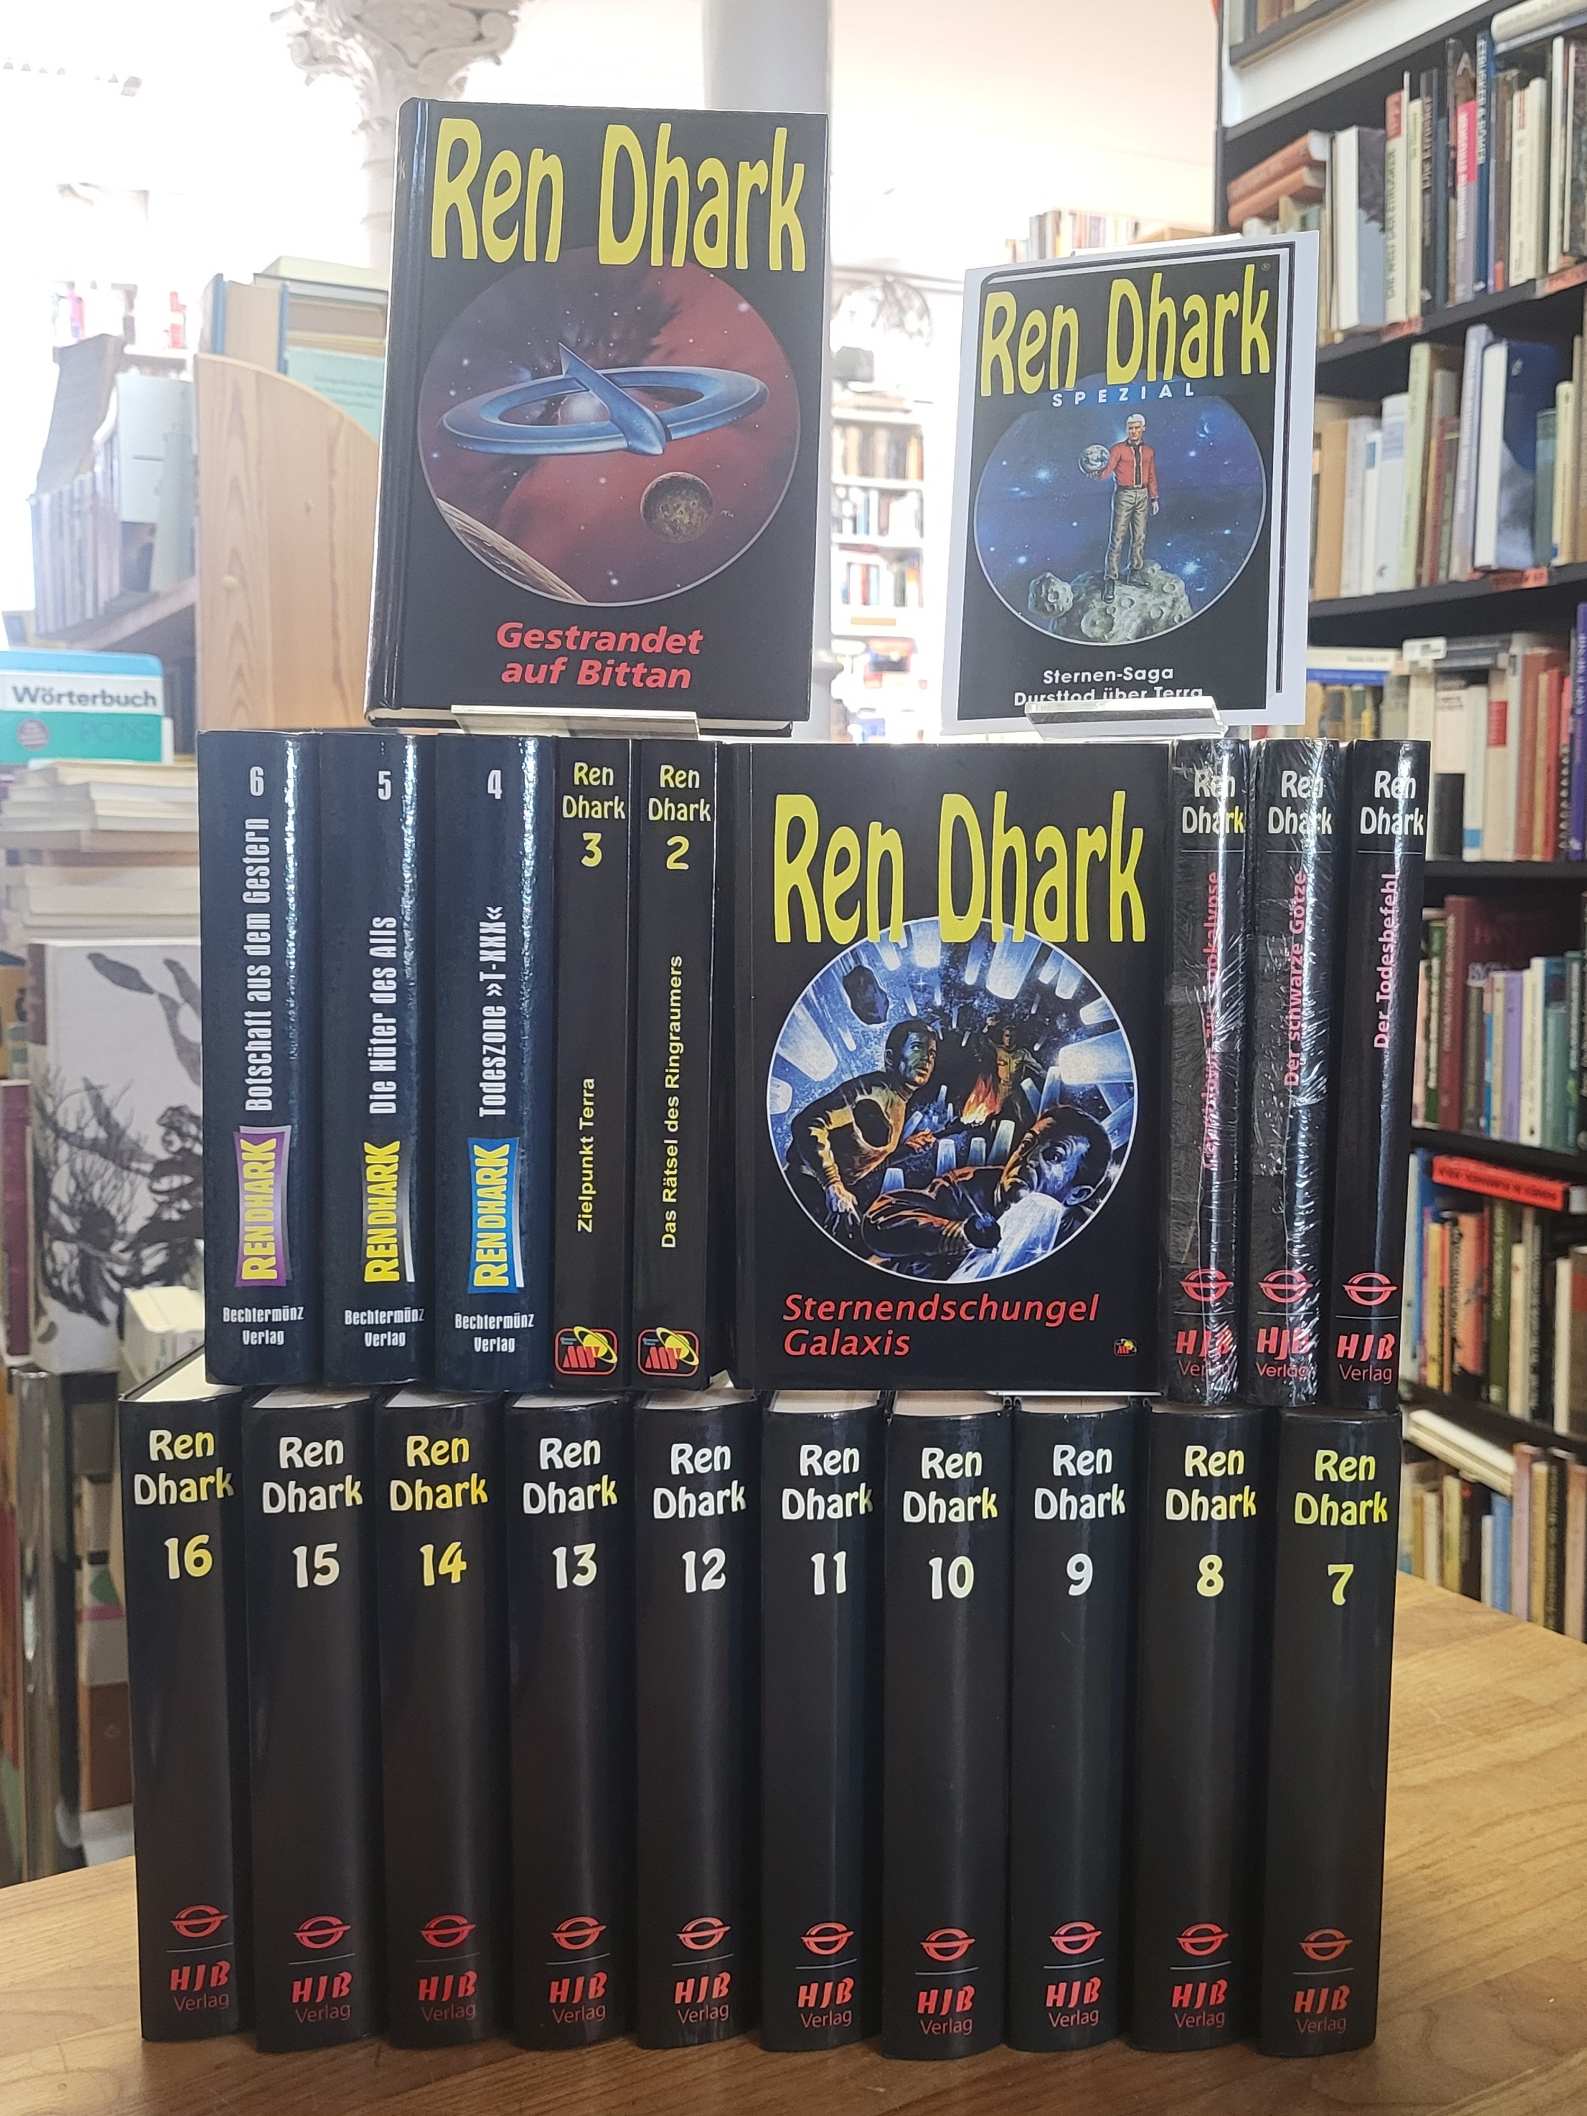 Ren Dhark
Gestrandet
auf Bittan
Ren Dhark
SPEZIAL
Sternen-Saga
Dursttod über Terra
Wörterbuch
PONS
6
Botschaft aus dem Gestern
REN DHARK
Bechtermünz
Verlag
5
Die Hüter des Alls
REN DHARK
Bechtermünz
Verlag
4
Todeszone »T-XXX«
REN DHARK
Bechtermünz
Verlag
Ren
Dhark
3
Zielpunkt Terra
Ren
Dhark
2
Das Rätsel des Ringraumers
Ren Dhark
Sternendschungel
Galaxis
Ren
Dhark
HJB
Verlag
Ren
Dhark
Der schwarze Götze
HJB
Verlag
Ren
Dhark
Der Todesbefehl
HJB
Verlag
Ren
Dhark
16
HJB
Verlag
Ren
Dhark
15
HJB
Verlag
Ren
Dhark
14
HJB
Verlag
Ren
Dhark
13
HJB
Verlag
Ren
Dhark
12
HJB
Verlag
Ren
Dhark
11
HJB
Verlag
Ren
Dhark
10
HJB
Verlag
Ren
Dhark
9
HJB
Verlag
Ren
Dhark
8
HJB
Verlag
Ren
Dhark
7
HJB
Verlag